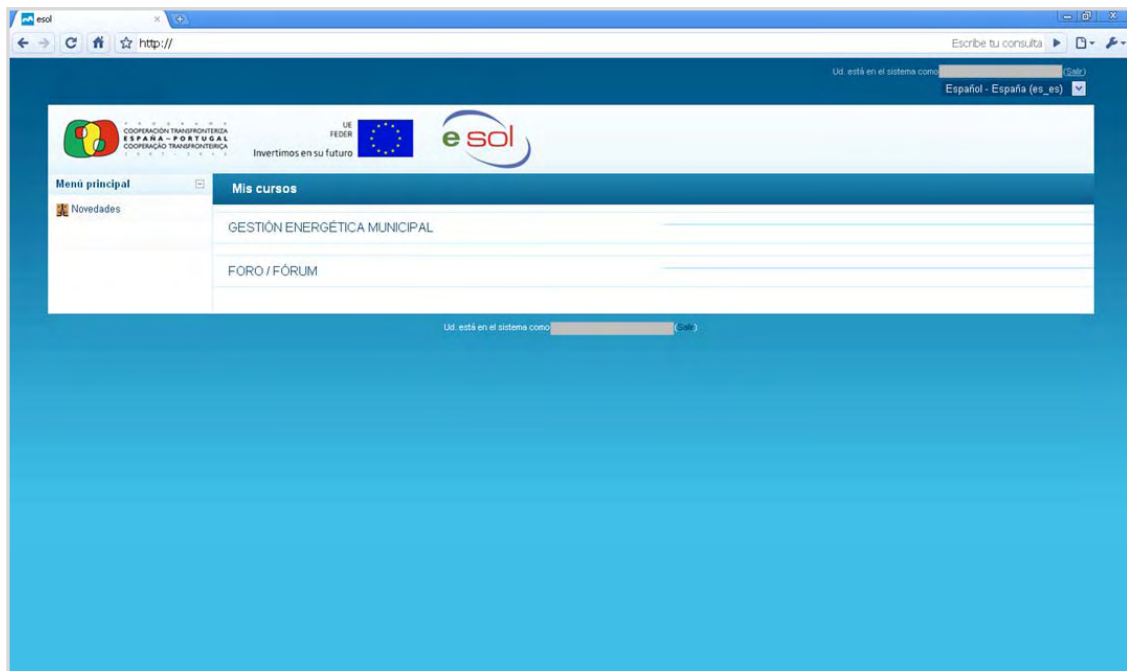 esol
http://
Escribe tu consulta
Ud. está en el sistema como (Salir)
Español - España (es_es)
COOPERACIÓN TRANSFRONTERIZA
ESPAÑA – PORTUGAL
COOPERAÇÃO TRANSFRONTEIRIÇA
UE
FEDER
Invertimos en su futuro
e sol
Menú principal
Mis cursos
Novedades
GESTIÓN ENERGÉTICA MUNICIPAL
FORO / FÓRUM
Ud. está en el sistema como (Salir)